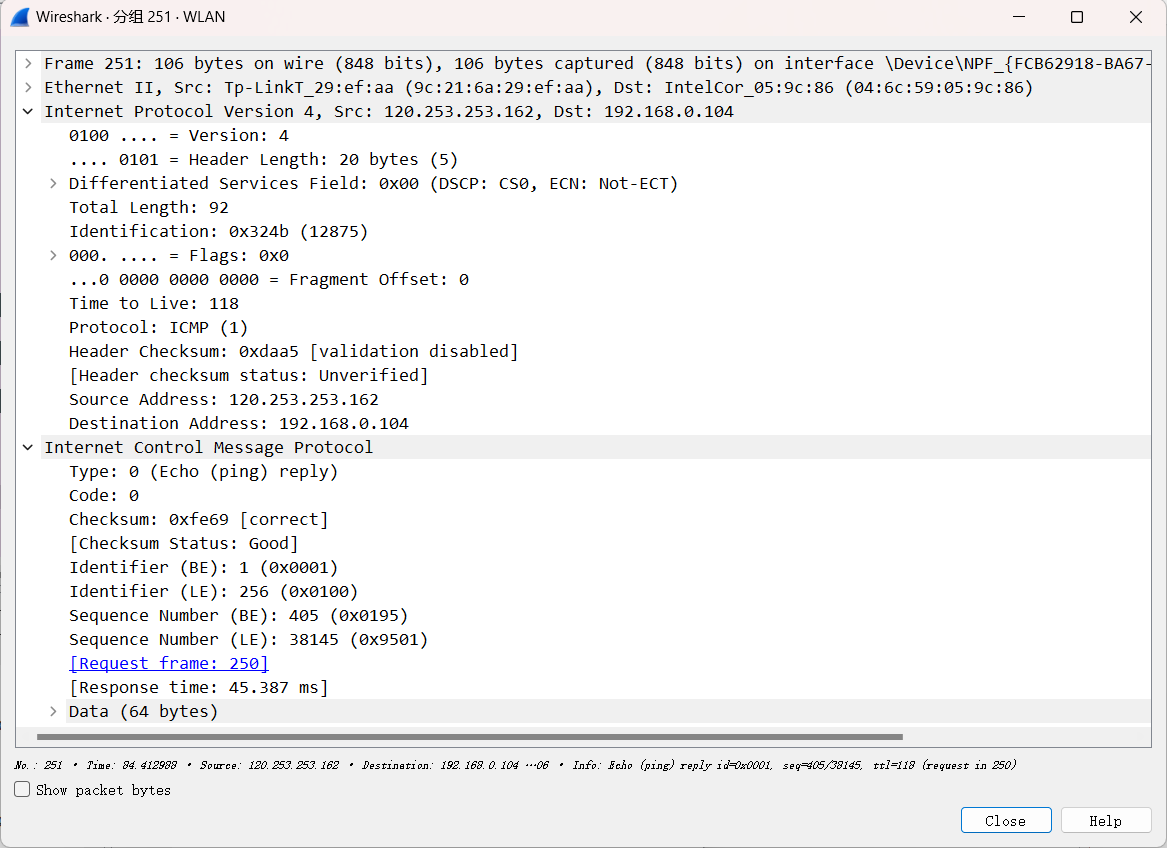 Wireshark · 分组 251 · WLAN
Frame 251: 106 bytes on wire (848 bits), 106 bytes captured (848 bits) on interface \Device\NPF_{FCB62918-BA67-
Ethernet II, Src: Tp-LinkT_29:ef:aa (9c:21:6a:29:ef:aa), Dst: IntelCor_05:9c:86 (04:6c:59:05:9c:86)
Internet Protocol Version 4, Src: 120.253.253.162, Dst: 192.168.0.104
0100 .... = Version: 4
.... 0101 = Header Length: 20 bytes (5)
Differentiated Services Field: 0x00 (DSCP: CS0, ECN: Not-ECT)
Total Length: 92
Identification: 0x324b (12875)
000. .... = Flags: 0x0
...0 0000 0000 0000 = Fragment Offset: 0
Time to Live: 118
Protocol: ICMP (1)
Header Checksum: 0xdaa5 [validation disabled]
[Header checksum status: Unverified]
Source Address: 120.253.253.162
Destination Address: 192.168.0.104
Internet Control Message Protocol
Type: 0 (Echo (ping) reply)
Code: 0
Checksum: 0xfe69 [correct]
[Checksum Status: Good]
Identifier (BE): 1 (0x0001)
Identifier (LE): 256 (0x0100)
Sequence Number (BE): 405 (0x0195)
Sequence Number (LE): 38145 (0x9501)
[Request frame: 250]
[Response time: 45.387 ms]
Data (64 bytes)
No.: 251 · Time: 84.412988 · Source: 120.253.253.162 · Destination: 192.168.0.104 ···06 · Info: Echo (ping) reply id=0x0001, seq=405/38145, ttl=118 (request in 250)
Show packet bytes
Close
Help